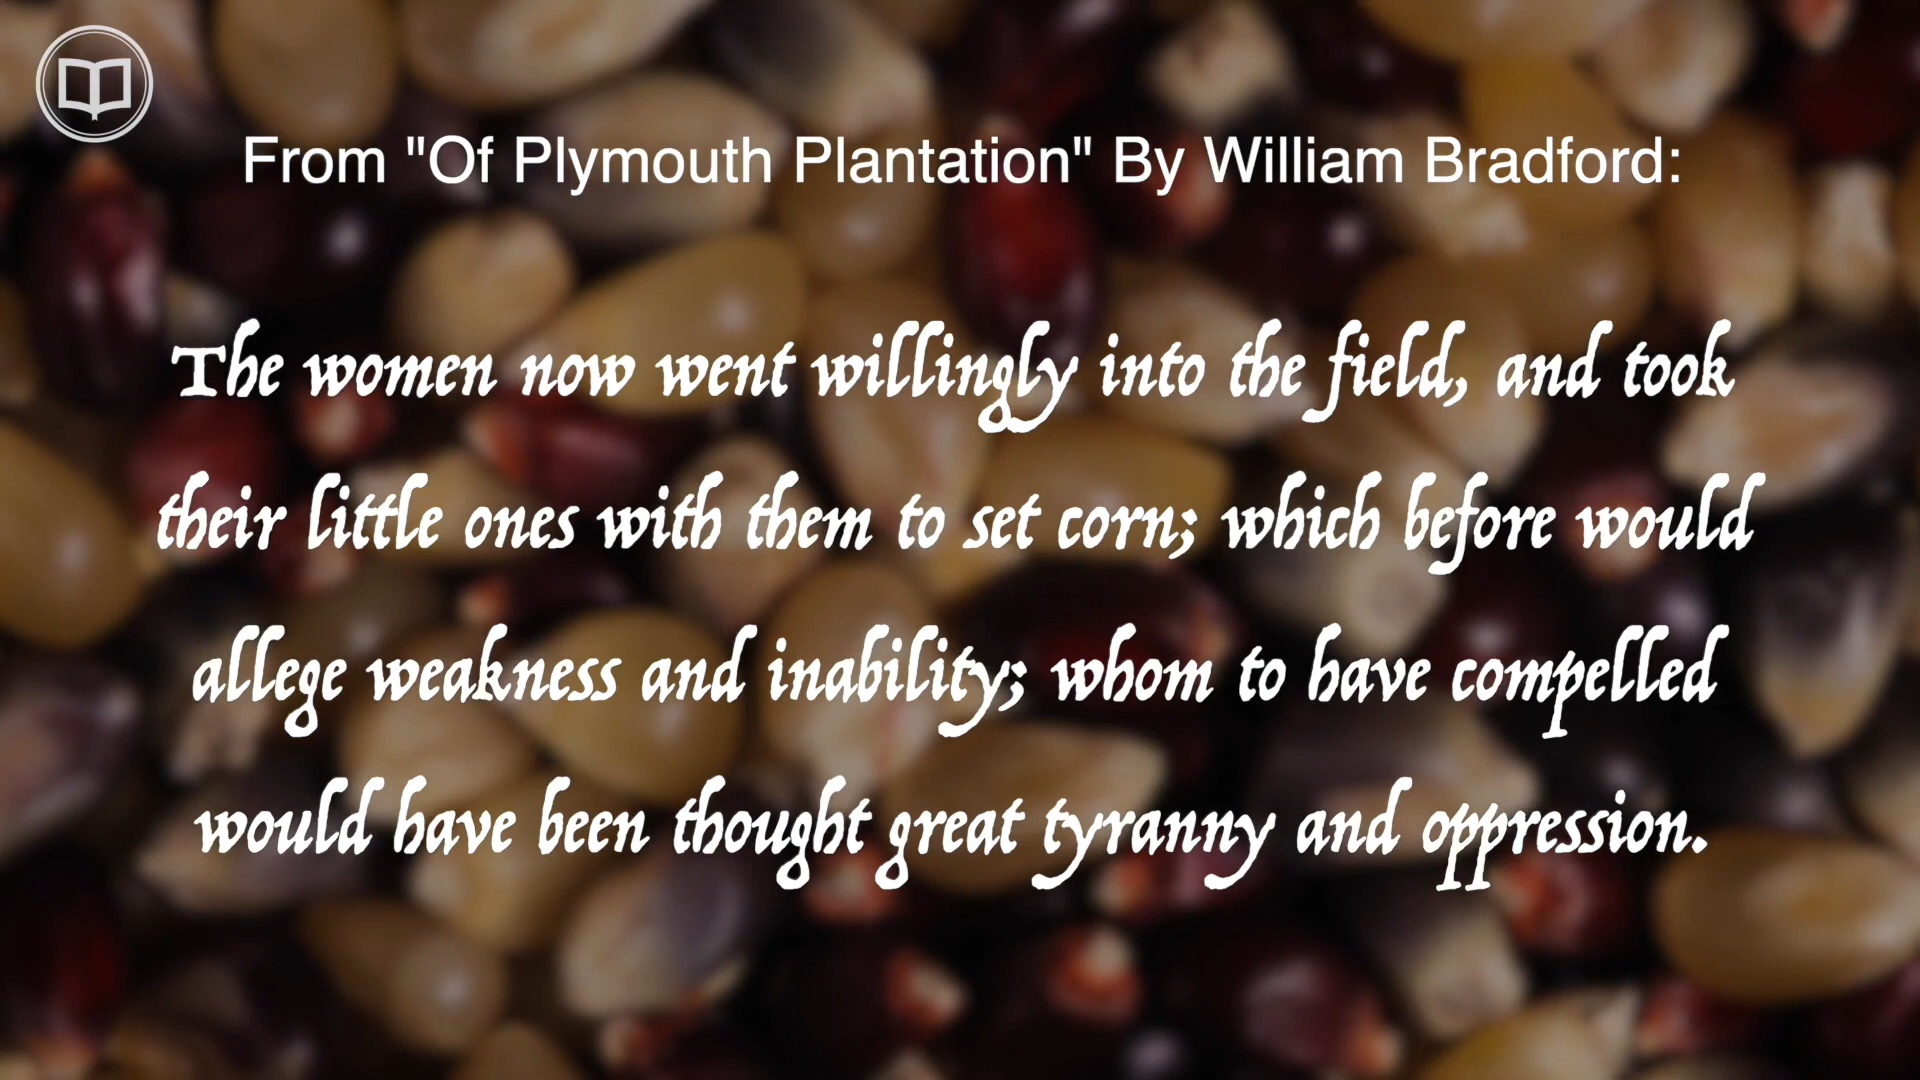 From "Of Plymouth Plantation" By William Bradford:
The women now went willingly into the field, and took
their little ones with them to set corn; which before would
allege weakness and inability; whom to have compelled
would have been thought great tyranny and oppression.